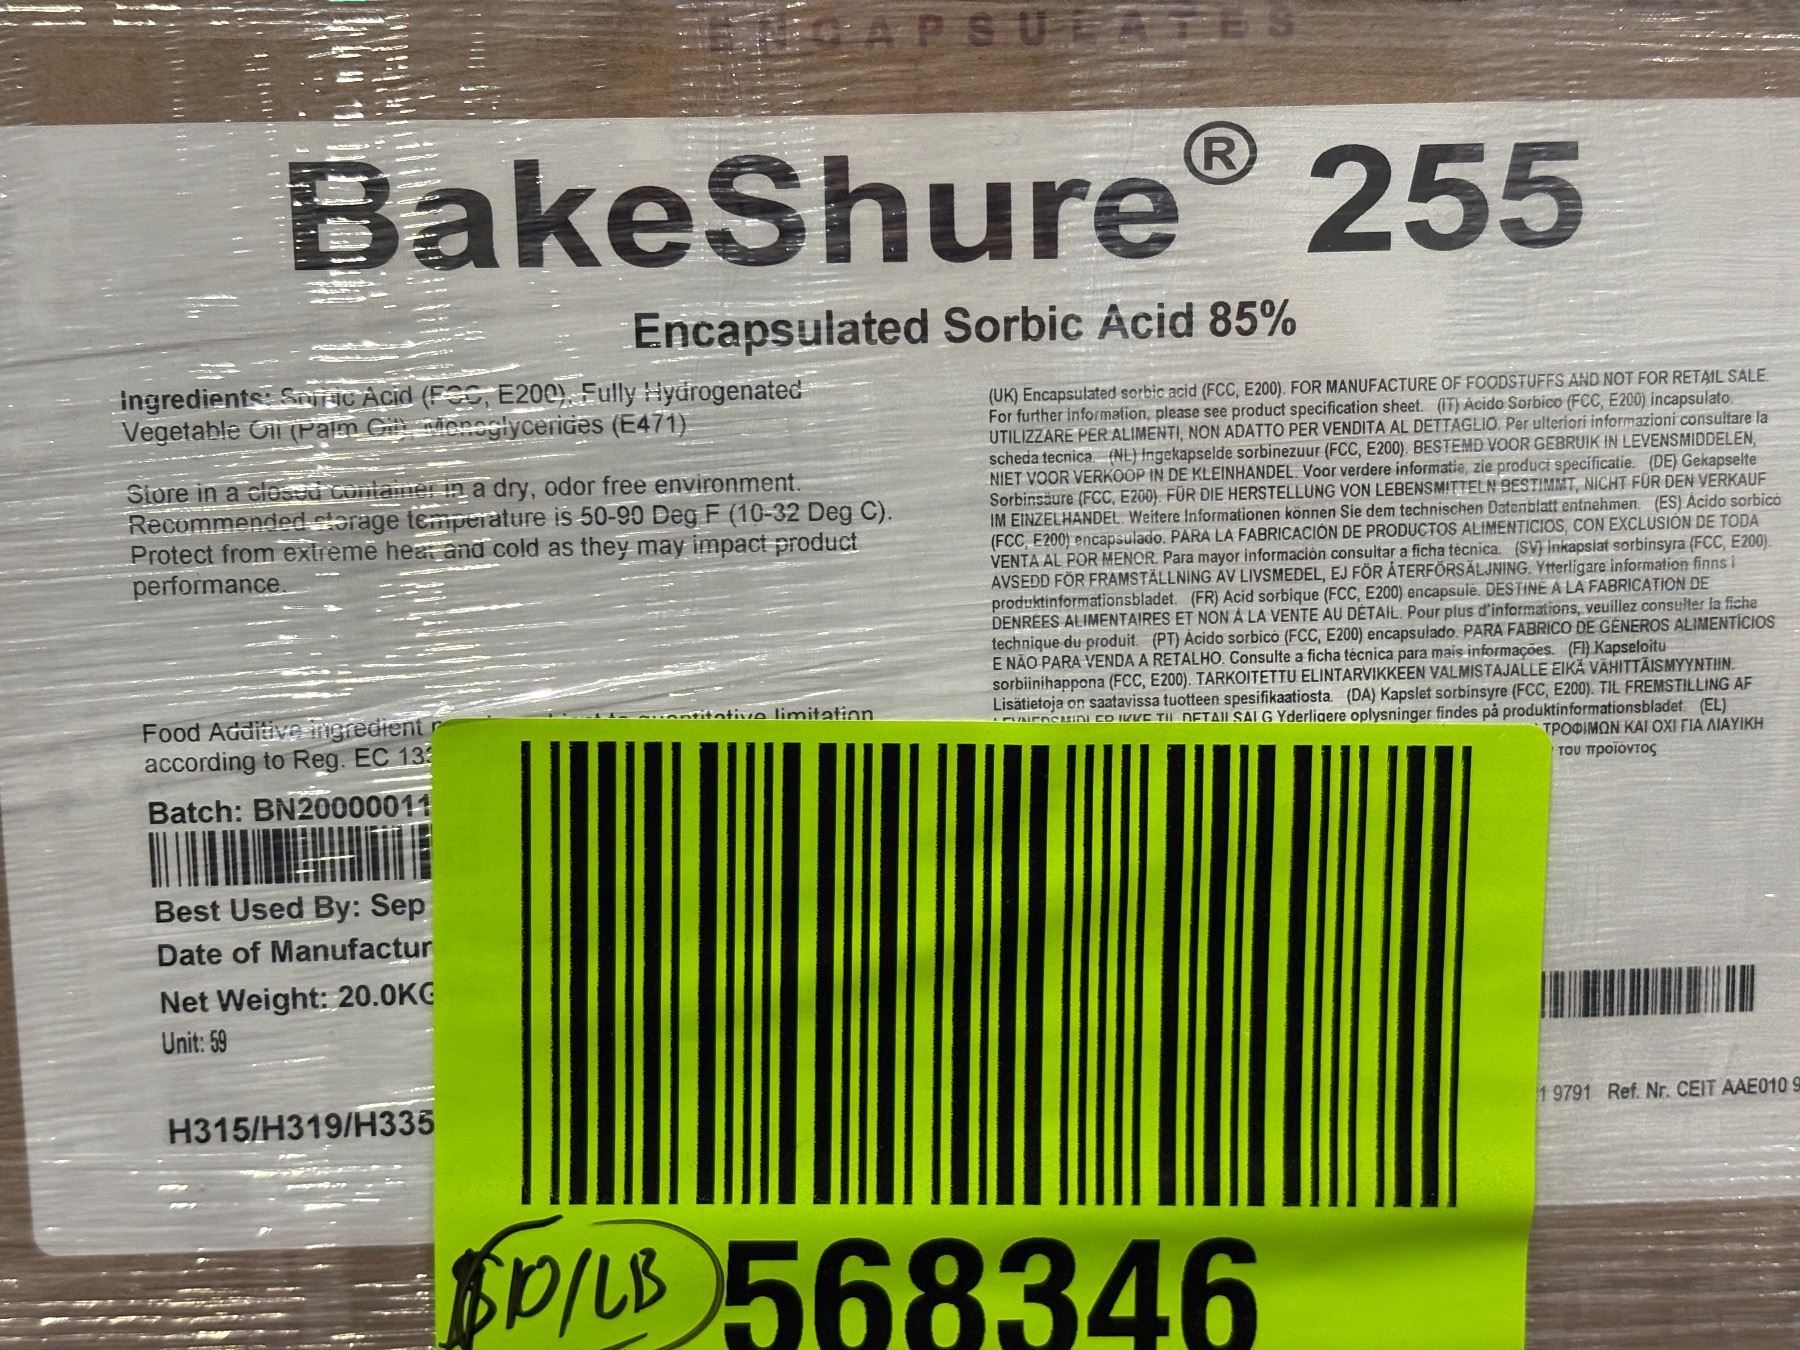 ENCAPSULATES
BakeShure® 255
Encapsulated Sorbic Acid 85%
Ingredients: Sorbic Acid (FCC, E200), Fully Hydrogenated
Vegetable Oil (Palm Oil), Monoglycerides (E471)
Store in a closed container in a dry, odor free environment.
Recommended storage temperature is 50-90 Deg F (10-32 Deg C).
Protect from extreme heat and cold as they may impact product
performance.
Food Additive ingredient
quantitative limitation
according to Reg. EC 133
Batch: BN20000011
Best Used By: Sep
Date of Manufactur
Net Weight: 20.0KG
Unit: 59
H315/H319/H335
(UK) Encapsulated sorbic acid (FCC, E200). FOR MANUFACTURE OF FOODSTUFFS AND NOT FOR RETAIL SALE.
For further information, please see product specification sheet. (IT) Acido Sorbico (FCC, E200) incapsulato.
UTILIZZARE PER ALIMENTI, NON ADATTO PER VENDITA AL DETTAGLIO. Per ulteriori informazioni consultare la
scheda tecnica. (NL) Ingekapselde sorbinezuur (FCC, E200). BESTEMD VOOR GEBRUIK IN LEVENSMIDDELEN,
NIET VOOR VERKOOP IN DE KLEINHANDEL. Voor verdere informatie, zie product specificatie. (DE) Gekapselte
Sorbinsäure (FCC, E200). FÜR DIE HERSTELLUNG VON LEBENSMITTELN BESTIMMT, NICHT FÜR DEN VERKAUF
IM EINZELHANDEL. Weitere Informationen können Sie dem technischen Datenblatt entnehmen. (ES) Ácido sorbico
(FCC, E200) encapsulado. PARA LA FABRICACIÓN DE PRODUCTOS ALIMENTICIOS, CON EXCLUSIÓN DE TODA
VENTA AL POR MENOR. Para mayor información consultar a ficha técnica. (SV) Inkapslat sorbinsyra (FCC, E200).
AVSEDD FÖR FRAMSTÄLLNING AV LIVSMEDEL, EJ FÖR ÅTERFÖRSÄLJNING. Ytterligare information finns i
produktinformationsbladet. (FR) Acid sorbique (FCC, E200) encapsule. DESTINÉ À LA FABRICATION DE
DENRÉES ALIMENTAIRES ET NON À LA VENTE AU DÉTAIL. Pour plus d'informations, veuillez consulter la fiche
technique du produit. (PT) Ácido sorbicó (FCC, E200) encapsulado. PARA FABRICO DE GÉNEROS ALIMENTÍCIOS
E NÃO PARA VENDA A RETALHO. Consulte a ficha técnica para mais informações. (FI) Kapseloitu
sorbiinihappona (FCC, E200). TARKOITETTU ELINTARVIKKEEN VALMISTAJALLE EIKÄ VÄHITTÄISMYYNTIIN.
Lisätietoja on saatavissa tuotteen spesifikaatiosta. (DA) Kapslet sorbinsyre (FCC, E200). TIL FREMSTILLING AF
LEVNEDSMIDLER IKKE TIL DETAILSALG Yderligere oplysninger findes på produktinformationsbladet. (EL)
ΤΡΟΦΙΜΩΝ ΚΑΙ ΟΧΙ ΓΙΑ ΛΙΑΥΙΚΗ
του προϊόντος
1 9791 Ref. Nr. CEIT AAE010 9
$10/LB
568346